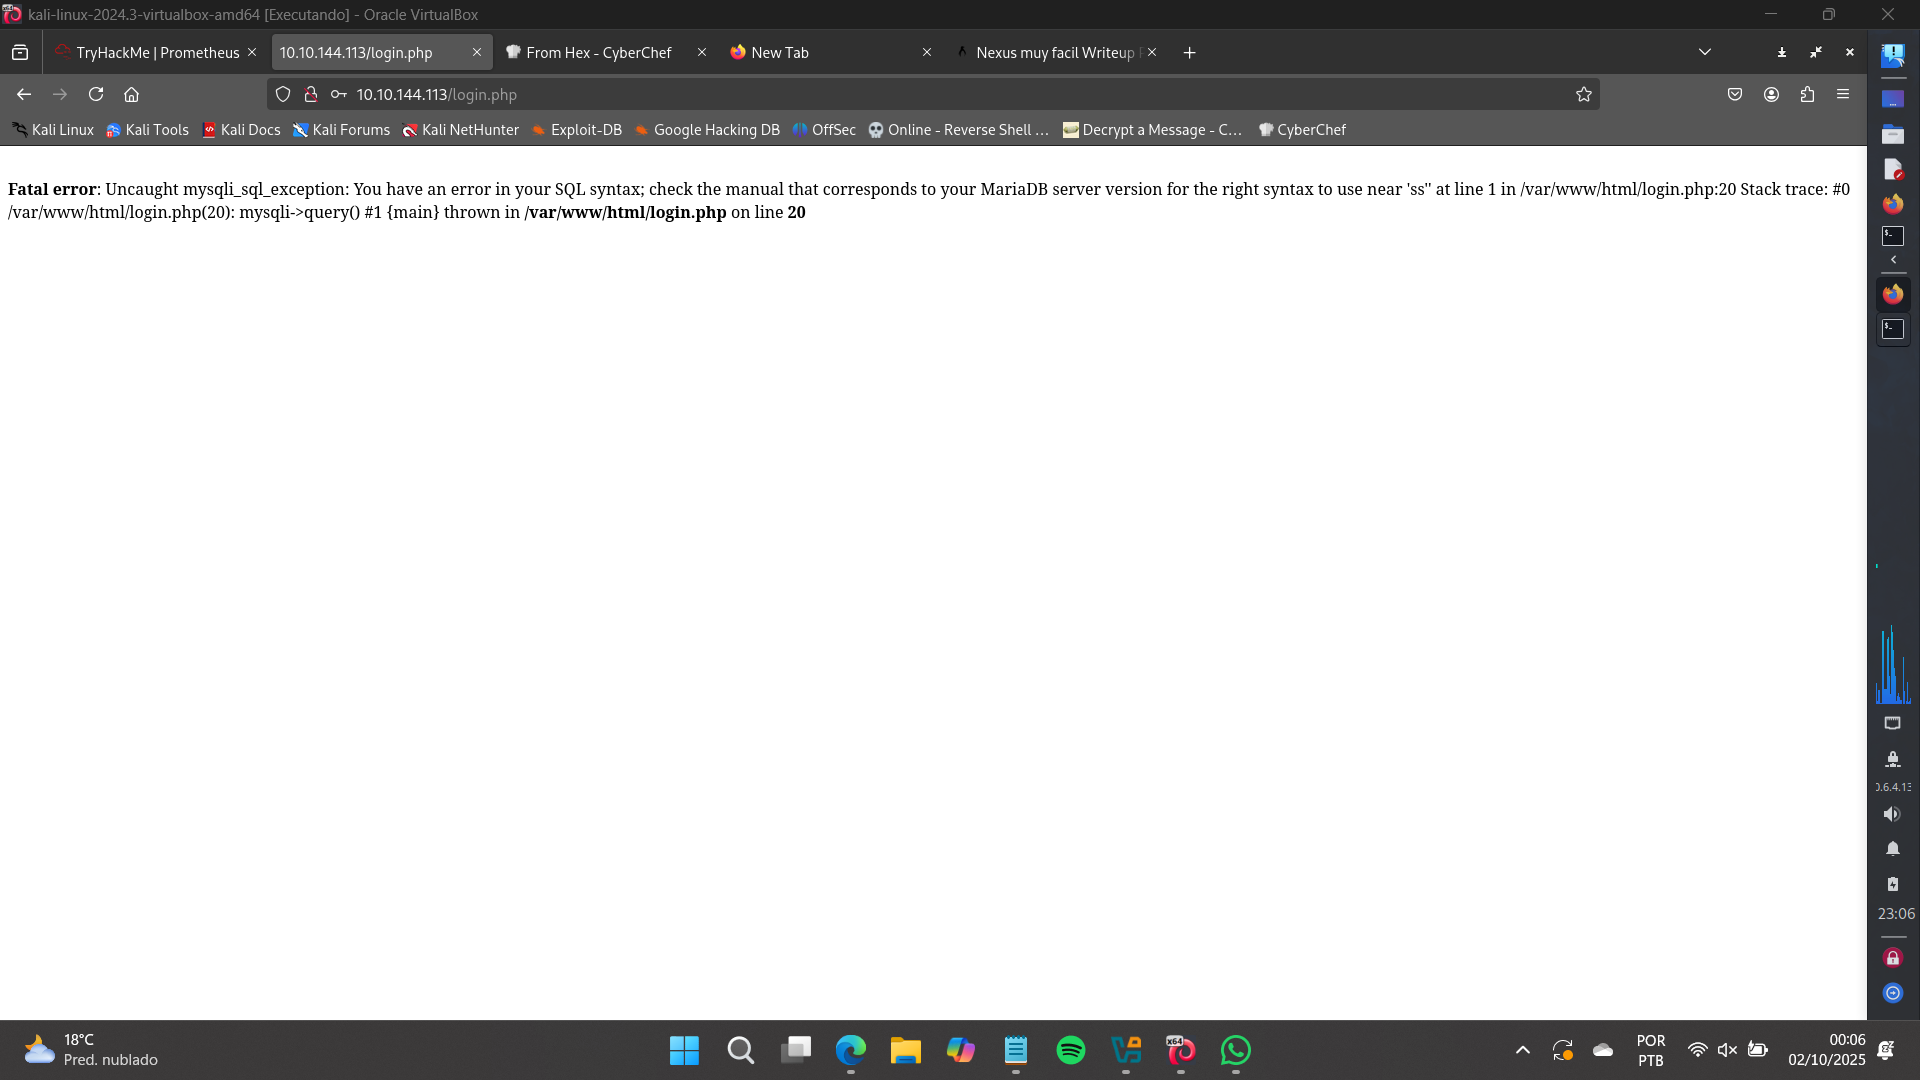 kali-linux-2024.3-virtualbox-amd64 [Executando] - Oracle VirtualBox
TryHackMe | Prometheus
10.10.144.113/login.php
From Hex - CyberChef
New Tab
Nexus muy facil Writeup
10.10.144.113/login.php
Kali Linux
Kali Tools
Kali Docs
Kali Forums
Kali NetHunter
Exploit-DB
Google Hacking DB
OffSec
Online - Reverse Shell …
Decrypt a Message - C…
CyberChef
Fatal error: Uncaught mysqli_sql_exception: You have an error in your SQL syntax; check the manual that corresponds to your MariaDB server version for the right syntax to use near 'ss'' at line 1 in /var/www/html/login.php:20 Stack trace: #0
/var/www/html/login.php(20): mysqli->query() #1 {main} thrown in /var/www/html/login.php on line 20
0.6.4.13
23:06
18°C
Pred. nublado
x64
POR
PTB
00:06
02/10/2025